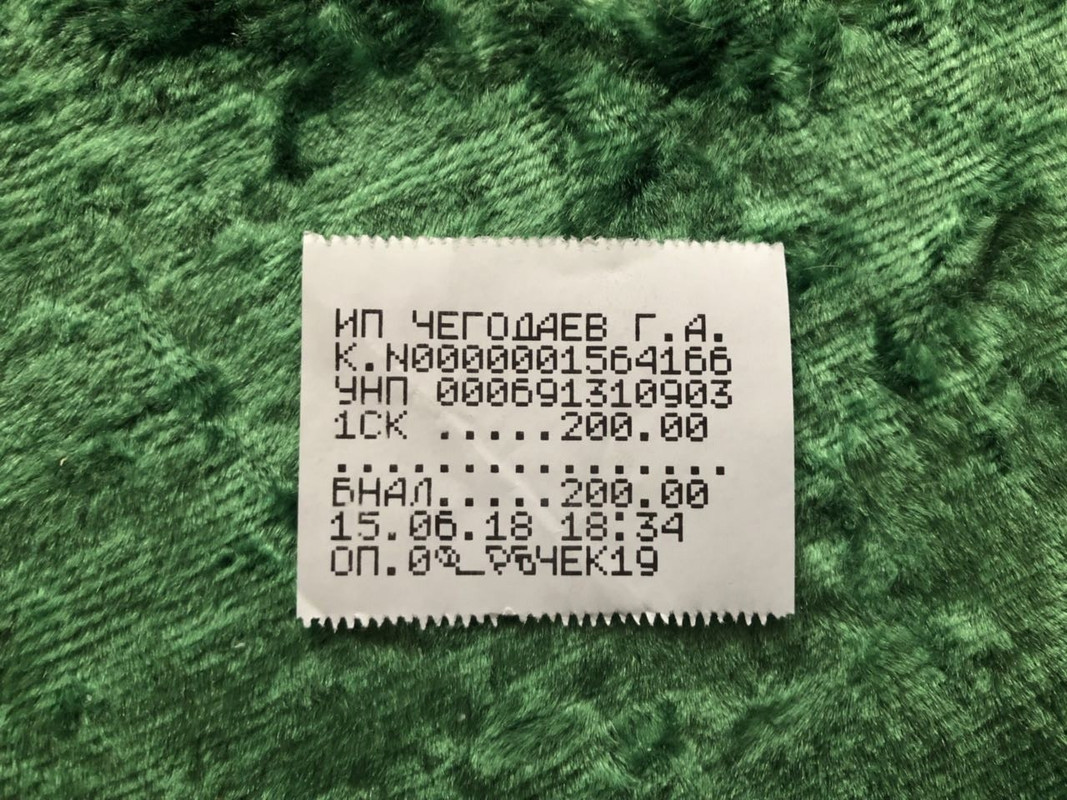 ИП ЧЕГОДАЕВ Г.А.
К.N0000001564166
УНП 000691310903
1СК .....200.00
................
БНАЛ.....200.00
15.06.18 18:34
ОП.0 ЧЕК19